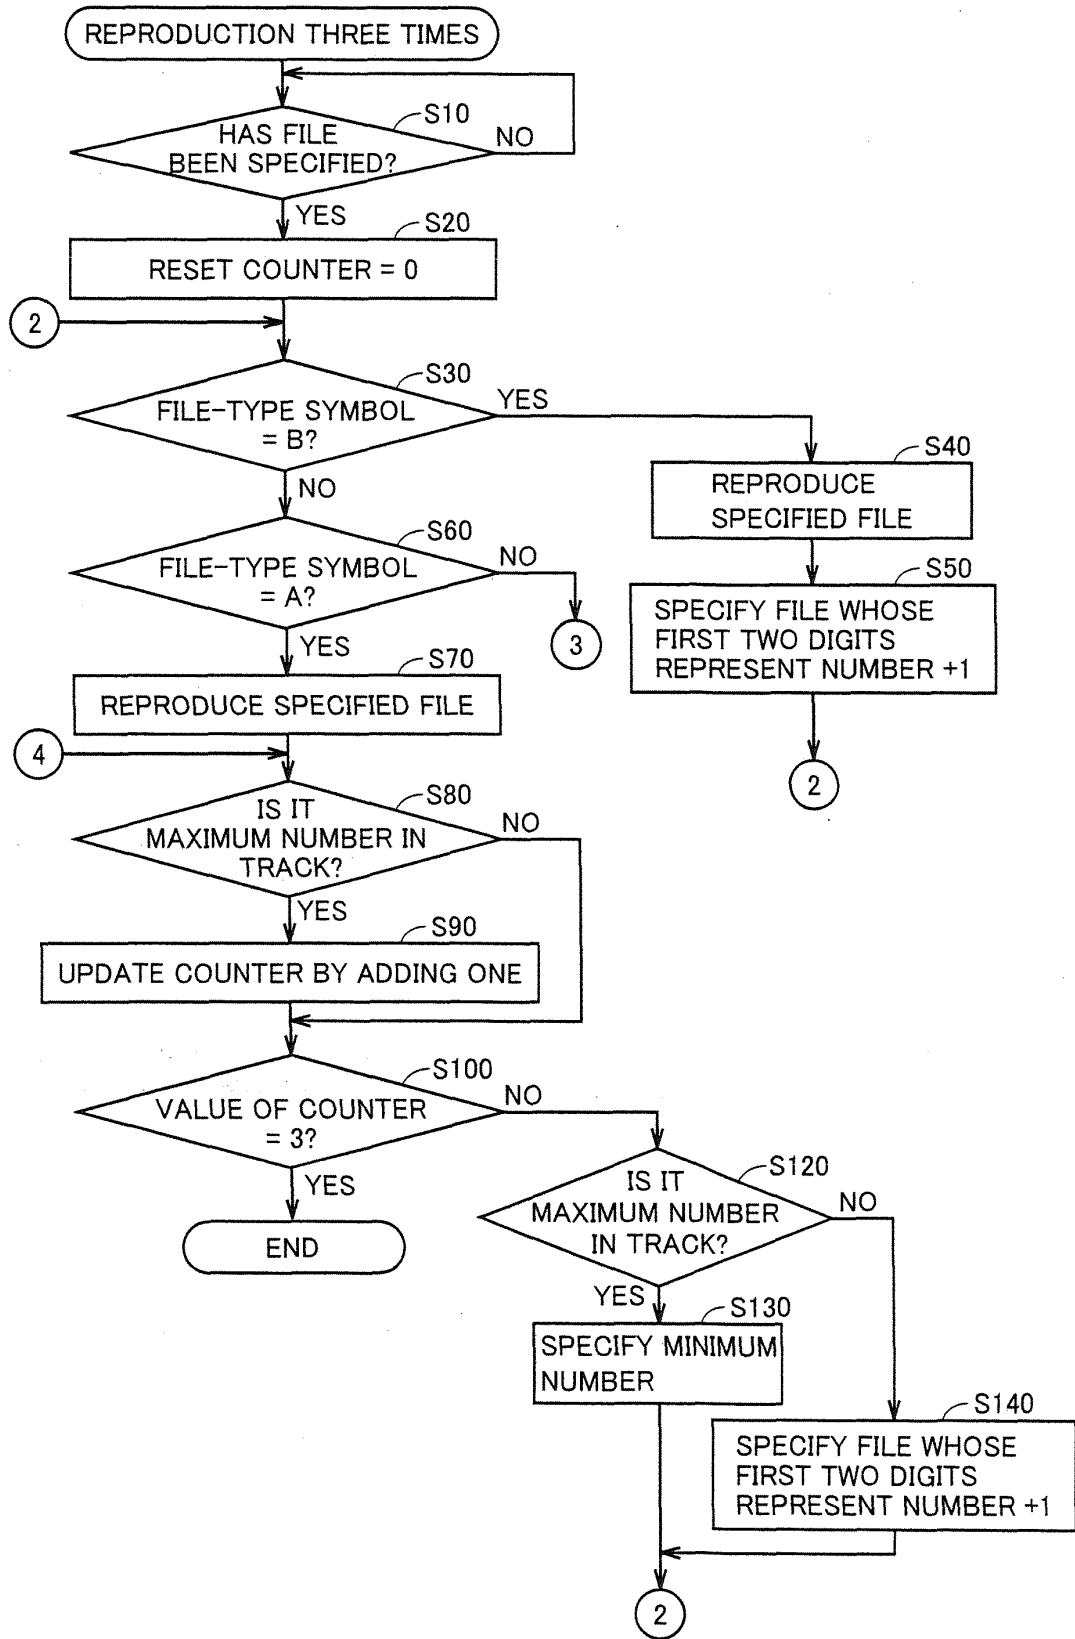 REPRODUCTION THREE TIMES
S10
HAS FILE
BEEN SPECIFIED?
NO
YES
S20
RESET COUNTER = 0
2
S30
FILE-TYPE SYMBOL
= B?
YES
NO
S40
REPRODUCE
SPECIFIED FILE
S50
SPECIFY FILE WHOSE
FIRST TWO DIGITS
REPRESENT NUMBER +1
2
S60
FILE-TYPE SYMBOL
= A?
NO
3
YES
S70
REPRODUCE SPECIFIED FILE
4
S80
IS IT
MAXIMUM NUMBER IN
TRACK?
NO
YES
S90
UPDATE COUNTER BY ADDING ONE
S100
VALUE OF COUNTER
= 3?
NO
YES
END
S120
IS IT
MAXIMUM NUMBER
IN TRACK?
NO
YES
S130
SPECIFY MINIMUM
NUMBER
S140
SPECIFY FILE WHOSE
FIRST TWO DIGITS
REPRESENT NUMBER +1
2